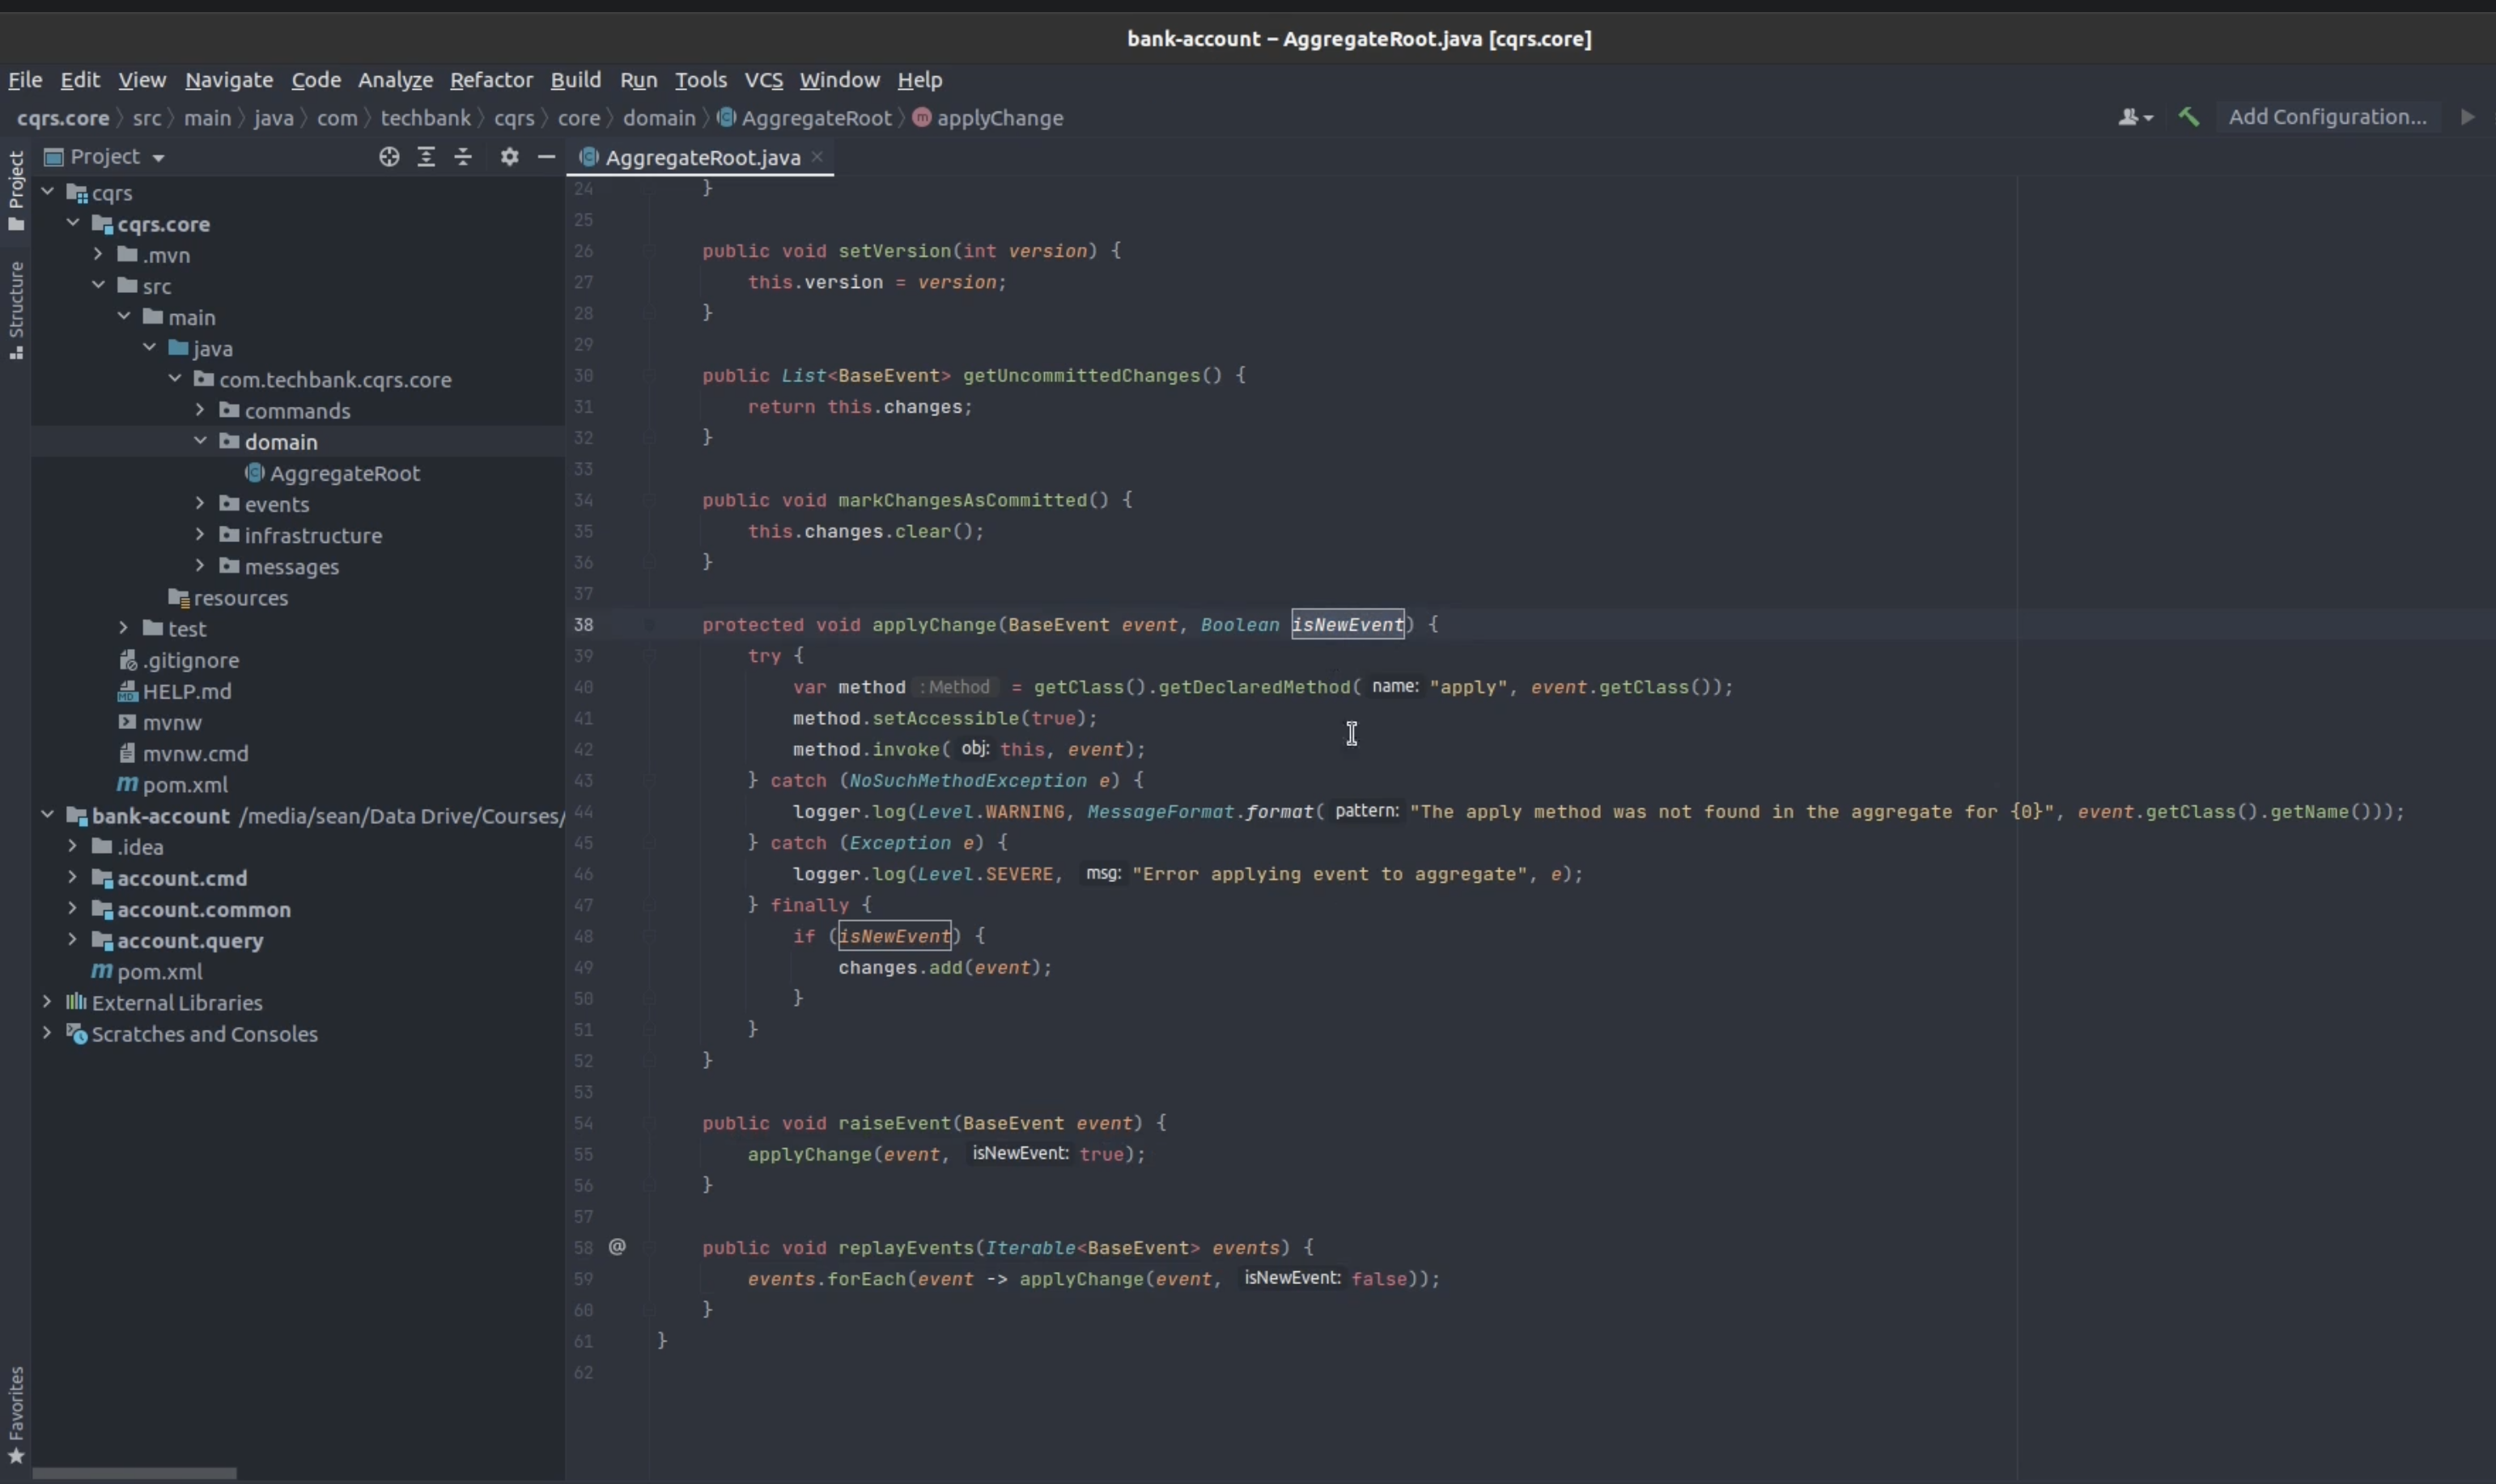 bank-account – AggregateRoot.java [cqrs.core]
File Edit View Navigate Code Analyze Refactor Build Run Tools VCS Window Help
cqrs.core src main java com techbank cqrs core domain AggregateRoot applyChange
Add Configuration...
Project
Structure
Favorites
Project
cqrs
cqrs.core
.mvn
src
main
java
com.techbank.cqrs.core
commands
domain
AggregateRoot
events
infrastructure
messages
resources
test
.gitignore
HELP.md
mvnw
mvnw.cmd
pom.xml
bank-account /media/sean/Data Drive/Courses/
.idea
account.cmd
account.common
account.query
pom.xml
External Libraries
Scratches and Consoles
AggregateRoot.java
24 }
25
26 public void setVersion(int version) {
27 this.version = version;
28 }
29
30 public List<BaseEvent> getUncommittedChanges() {
31 return this.changes;
32 }
33
34 public void markChangesAsCommitted() {
35 this.changes.clear();
36 }
37
38 protected void applyChange(BaseEvent event, Boolean isNewEvent) {
39 try {
40 var method : Method = getClass().getDeclaredMethod( name: "apply", event.getClass());
41 method.setAccessible(true);
42 method.invoke( obj: this, event);
43 } catch (NoSuchMethodException e) {
44 logger.log(Level.WARNING, MessageFormat.format( pattern: "The apply method was not found in the aggregate for {0}", event.getClass().getName()));
45 } catch (Exception e) {
46 logger.log(Level.SEVERE, msg: "Error applying event to aggregate", e);
47 } finally {
48 if (isNewEvent) {
49 changes.add(event);
50 }
51 }
52 }
53
54 public void raiseEvent(BaseEvent event) {
55 applyChange(event, isNewEvent: true);
56 }
57
58 @ public void replayEvents(Iterable<BaseEvent> events) {
59 events.forEach(event -> applyChange(event, isNewEvent: false));
60 }
61 }
62